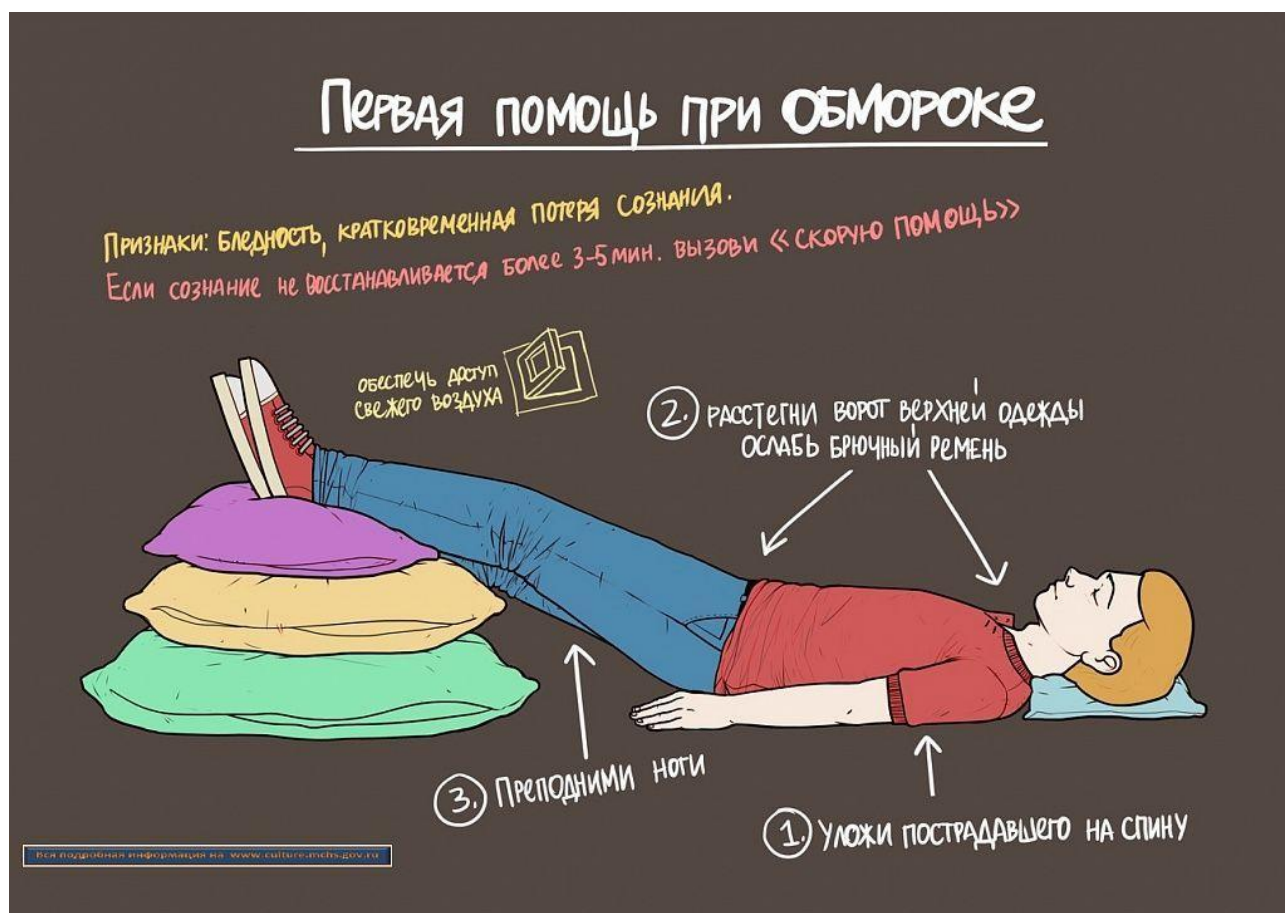 Первая помощь при ОБМОРОКЕ
Признаки: бледность, кратковременная потеря сознания.
Если сознание не восстанавливается более 3-5 мин. вызови «скорую помощь»
обеспечь доступ
свежего воздуха
2. расстегни ворот верхней одежды
ослабь брючный ремень
3. Преподними ноги
1. Уложи пострадавшего на спину
Вся подробная информация на www.culture.mchs.gov.ru